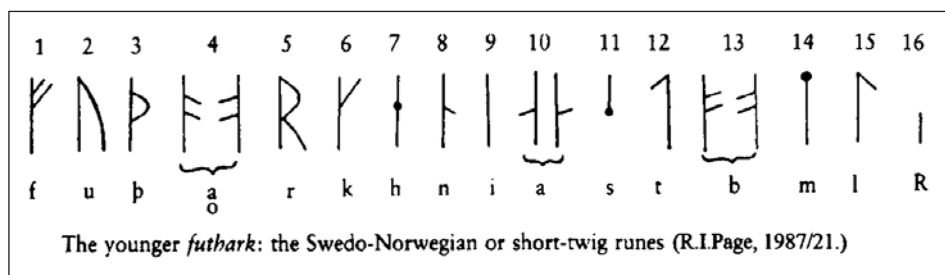 1 2 3 4 5 6 7 8 9 10 11 12 13 14 15 16
ᚠ ᚢ ᚦ ᚭ ᚱ ᚴ ᚽ ᚿ ᛁ ᛆ ᛌ ᛐ ᛓ ᛙ ᛚ ᛧ
f u þ a r k h n i a s t b m l R
o
The younger futhark: the Swedo-Norwegian or short-twig runes (R.I.Page, 1987/21.)